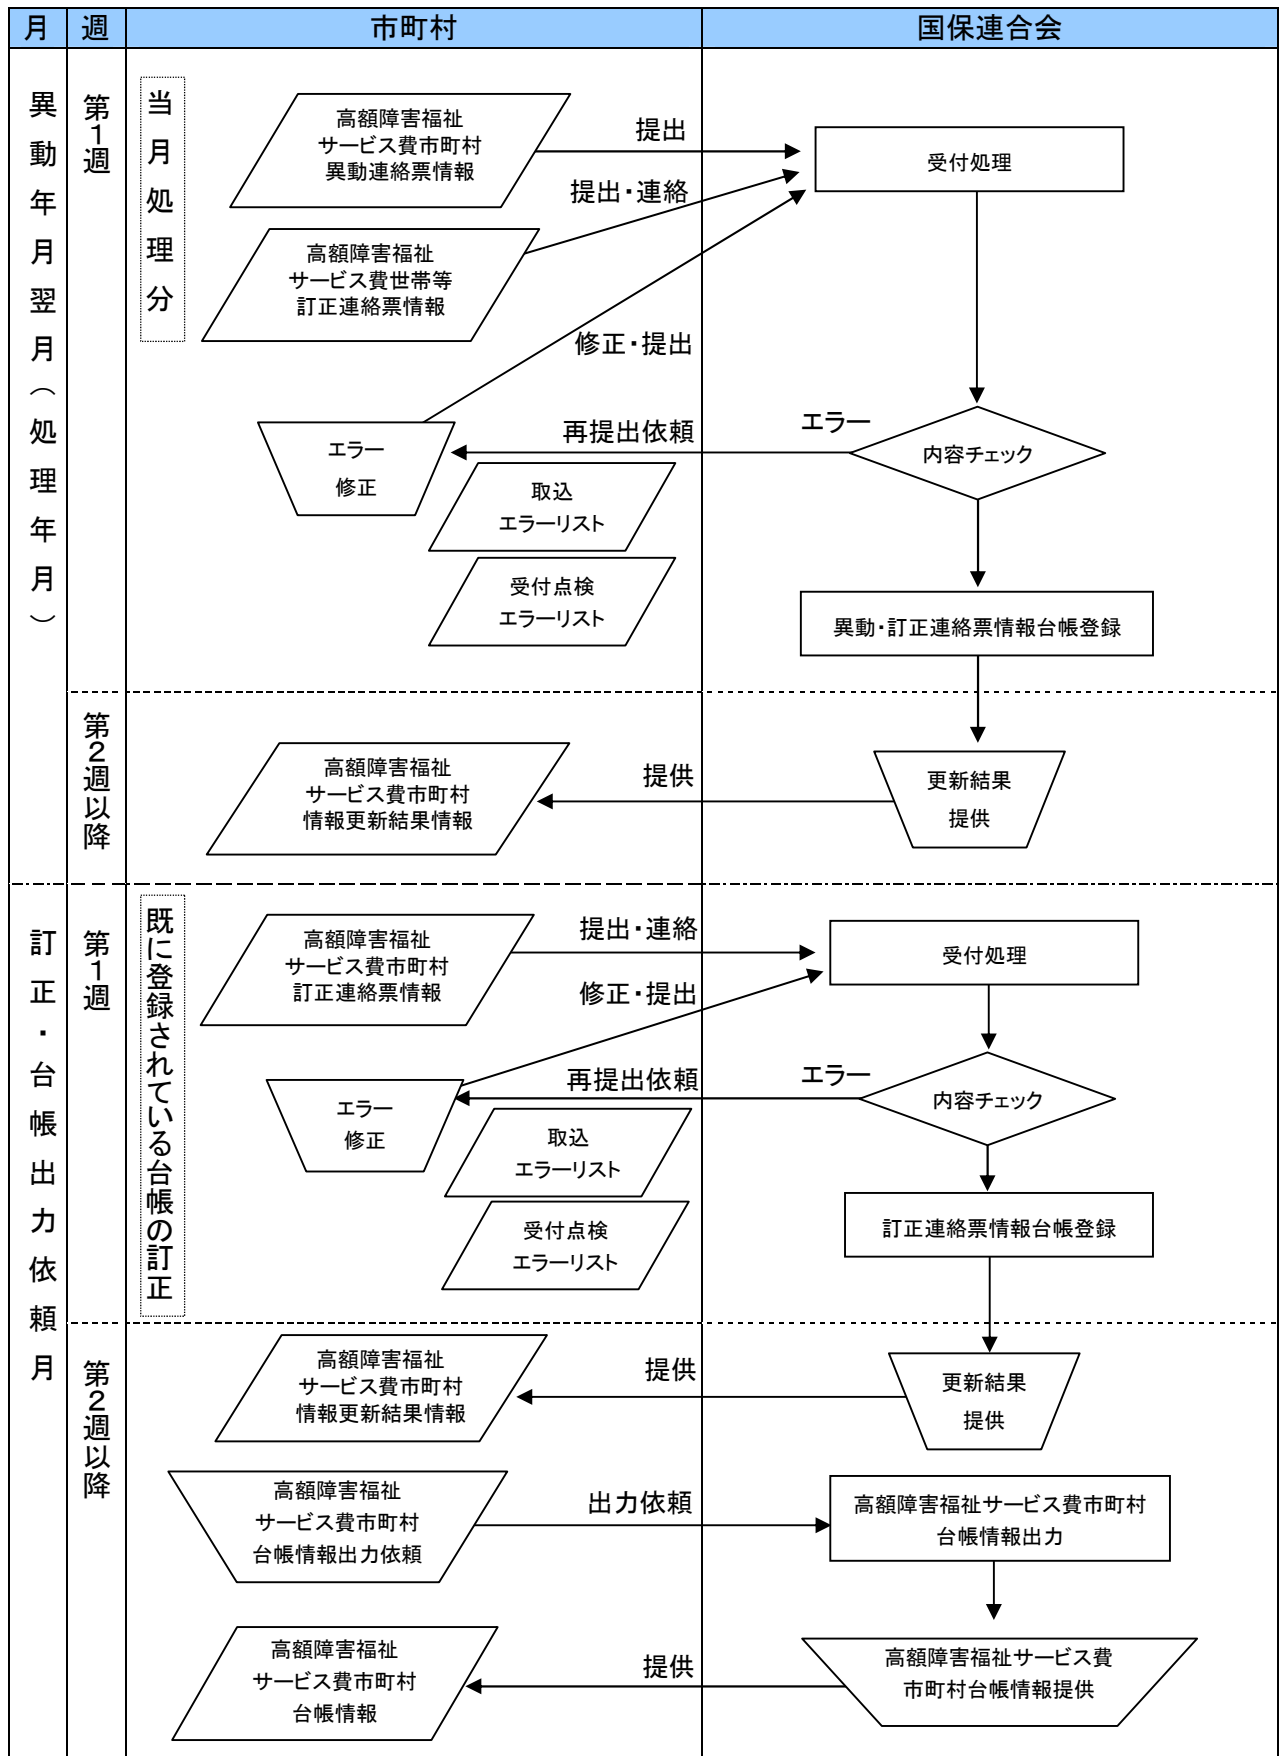 月
週
市町村
国保連合会
異動年月翌月（処理年月）
第１週
当月処理分
高額障害福祉
サービス費市町村
異動連絡票情報
提出
受付処理
提出・連絡
高額障害福祉
サービス費世帯等
訂正連絡票情報
修正・提出
エラー
修正
再提出依頼
エラー
内容チェック
取込
エラーリスト
受付点検
エラーリスト
異動・訂正連絡票情報台帳登録
第２週以降
高額障害福祉
サービス費市町村
情報更新結果情報
提供
更新結果
提供
訂正・台帳出力依頼月
第１週
既に登録されている台帳の訂正
高額障害福祉
サービス費市町村
訂正連絡票情報
提出・連絡
受付処理
修正・提出
エラー
修正
再提出依頼
エラー
内容チェック
取込
エラーリスト
受付点検
エラーリスト
訂正連絡票情報台帳登録
第２週以降
高額障害福祉
サービス費市町村
情報更新結果情報
提供
更新結果
提供
高額障害福祉
サービス費市町村
台帳情報出力依頼
出力依頼
高額障害福祉サービス費市町村
台帳情報出力
高額障害福祉
サービス費市町村
台帳情報
提供
高額障害福祉サービス費
市町村台帳情報提供